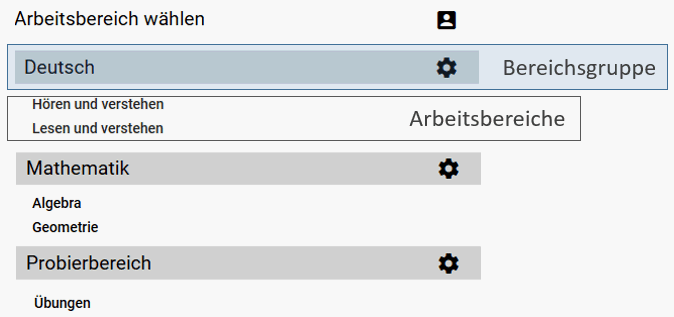 Arbeitsbereich wählen
Deutsch
Bereichsgruppe
Hören und verstehen
Lesen und verstehen
Arbeitsbereiche
Mathematik
Algebra
Geometrie
Probierbereich
Übungen